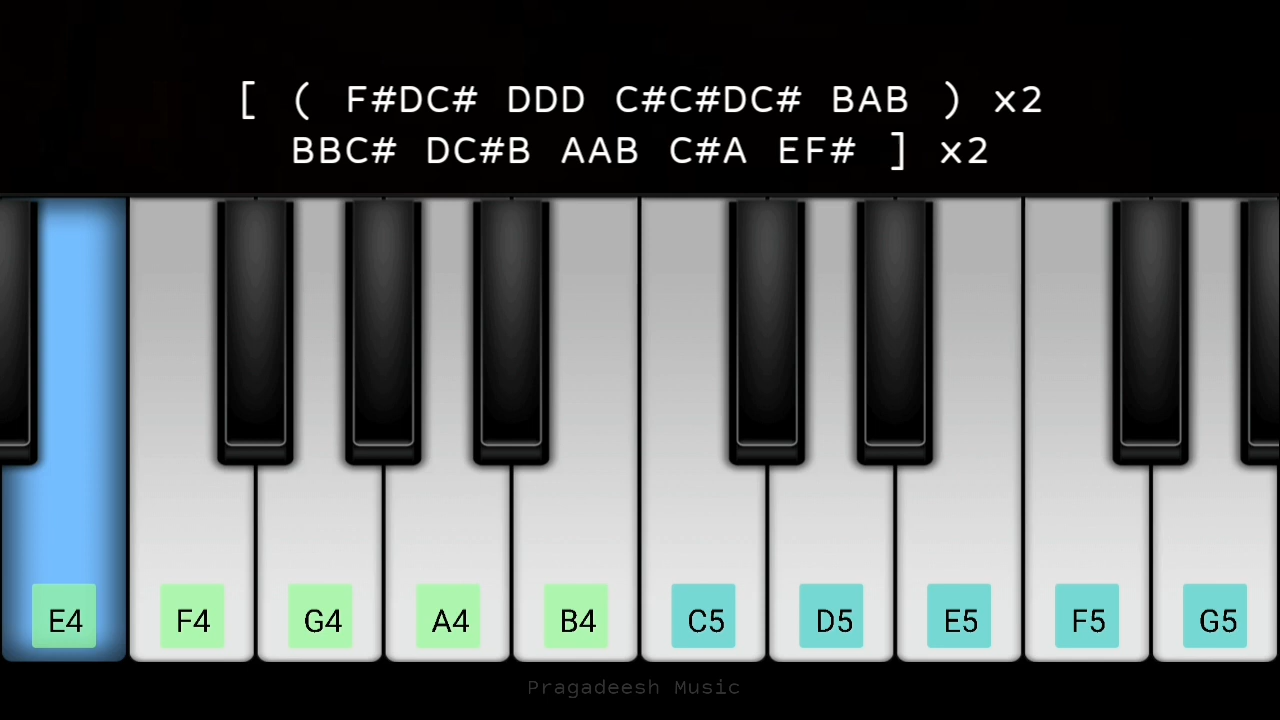 [ ( F#DC# DDD C#C#DC# BAB ) x2
BBC# DC#B AAB C#A EF# ] x2
E4 F4 G4 A4 B4 C5 D5 E5 F5 G5
Pragadeesh Music